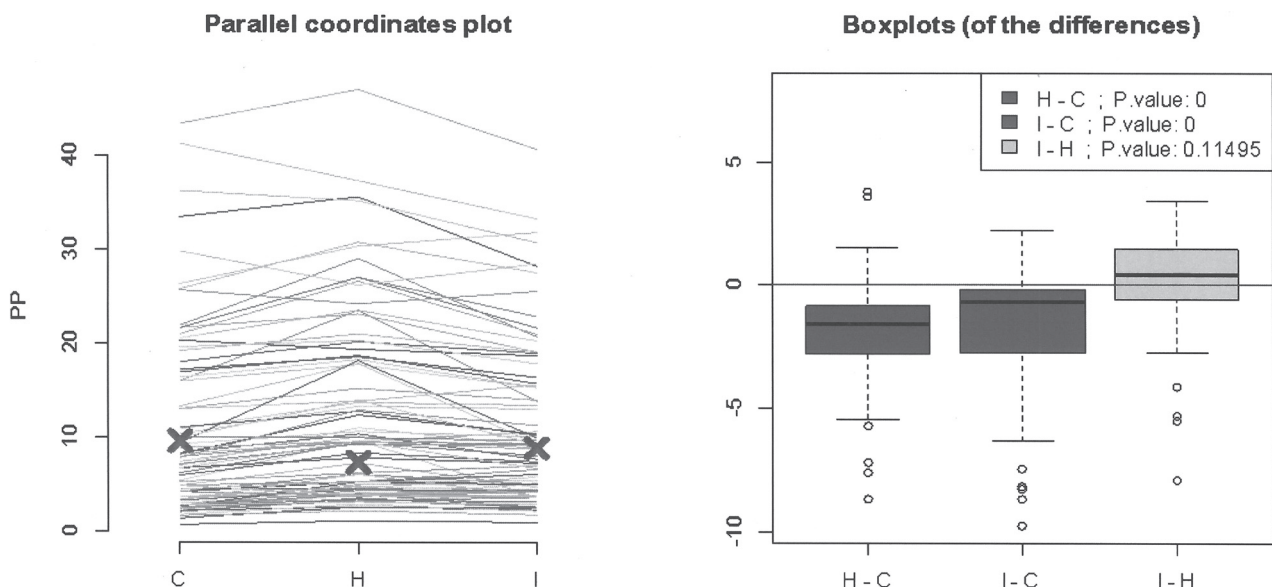 Parallel coordinates plot
PP
40
30
20
10
0
C
H
I
Boxplots (of the differences)
H - C ; P.value: 0
I - C ; P.value: 0
I - H ; P.value: 0.11495
5
0
-5
-10
H - C
I - C
I - H